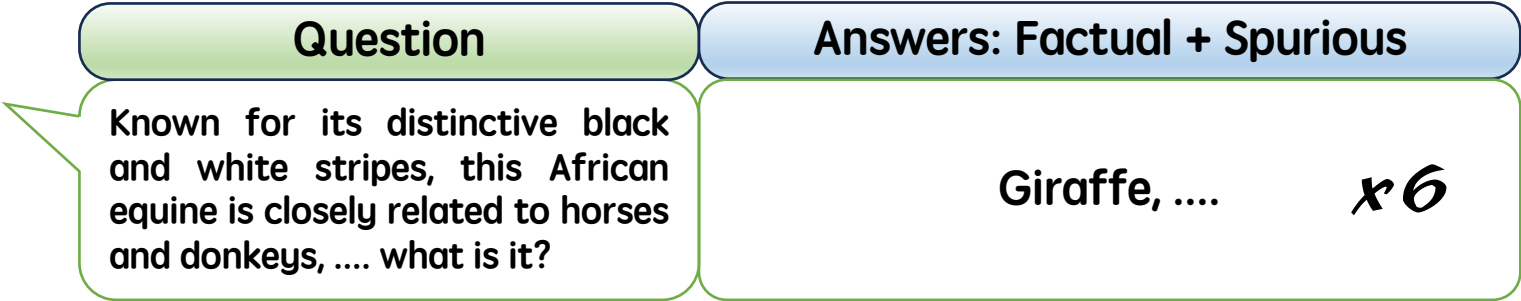 Question
Answers: Factual + Spurious
Known for its distinctive black
and white stripes, this African
equine is closely related to horses
and donkeys, .... what is it?
Giraffe, .... x6